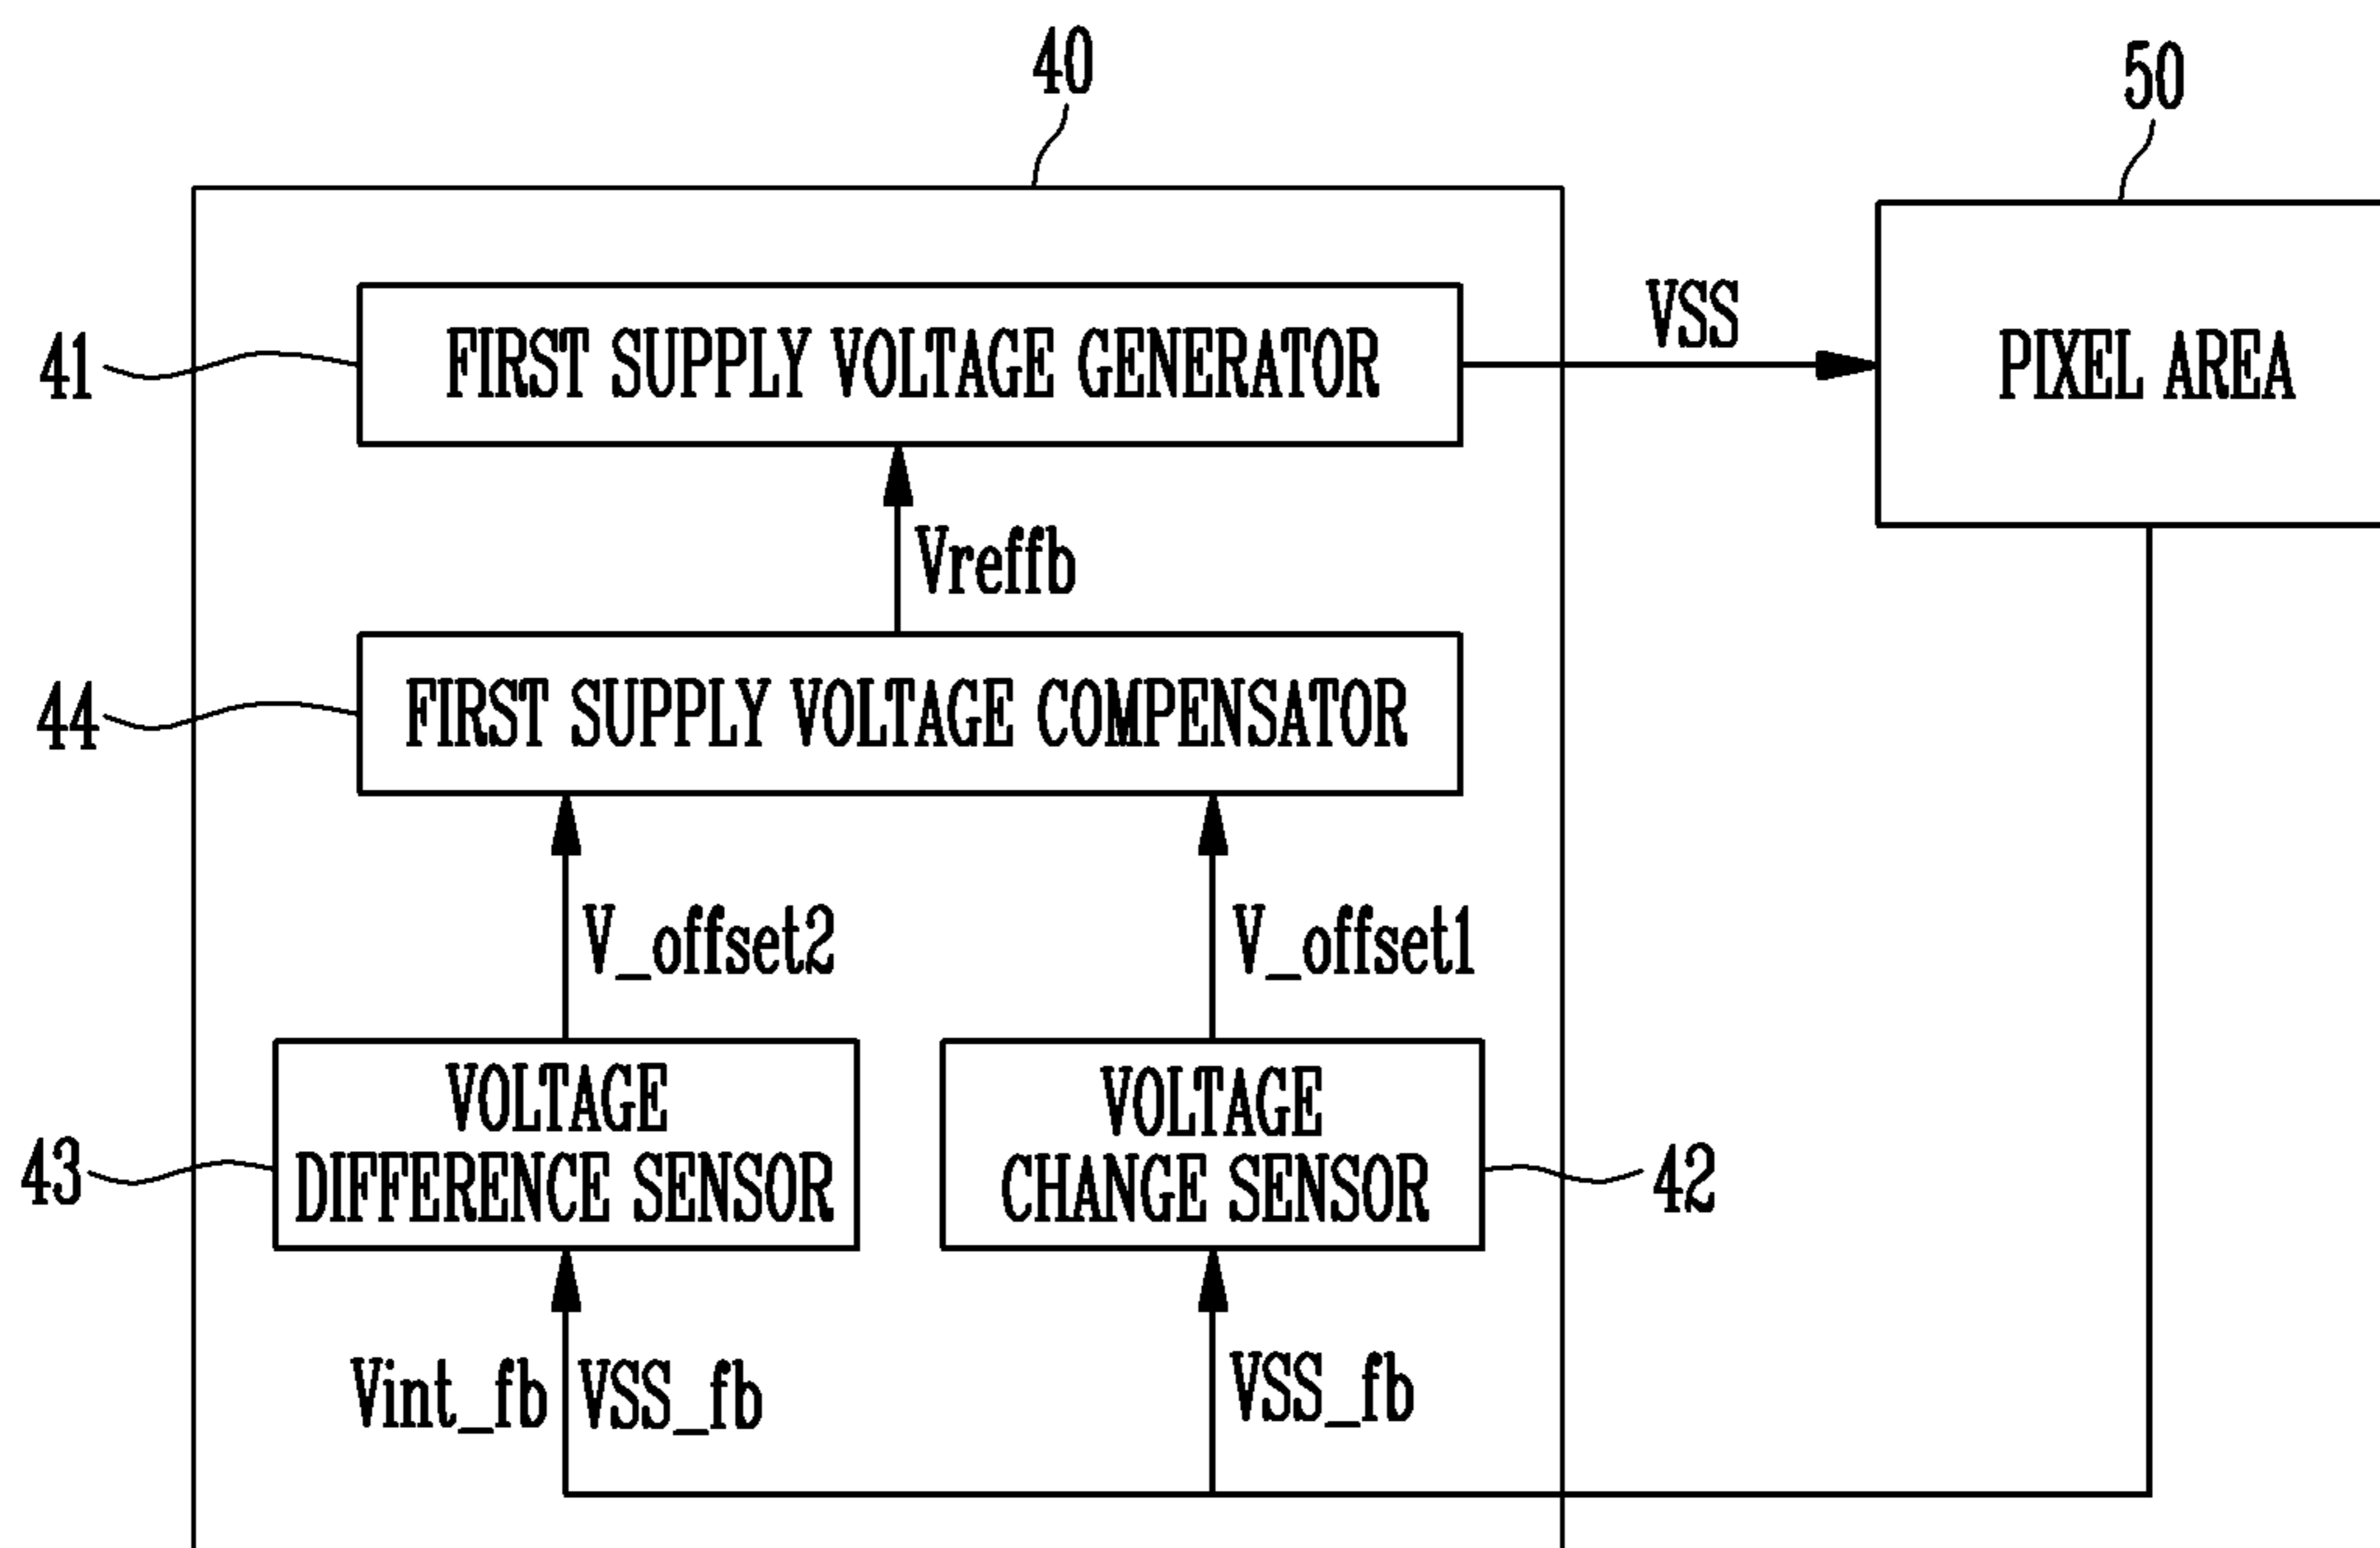 40
50
41
FIRST SUPPLY VOLTAGE GENERATOR
VSS
PIXEL AREA
Vreffb
44
FIRST SUPPLY VOLTAGE COMPENSATOR
V_offset2
V_offset1
43
VOLTAGE
DIFFERENCE SENSOR
VOLTAGE
CHANGE SENSOR
42
Vint_fb
VSS_fb
VSS_fb